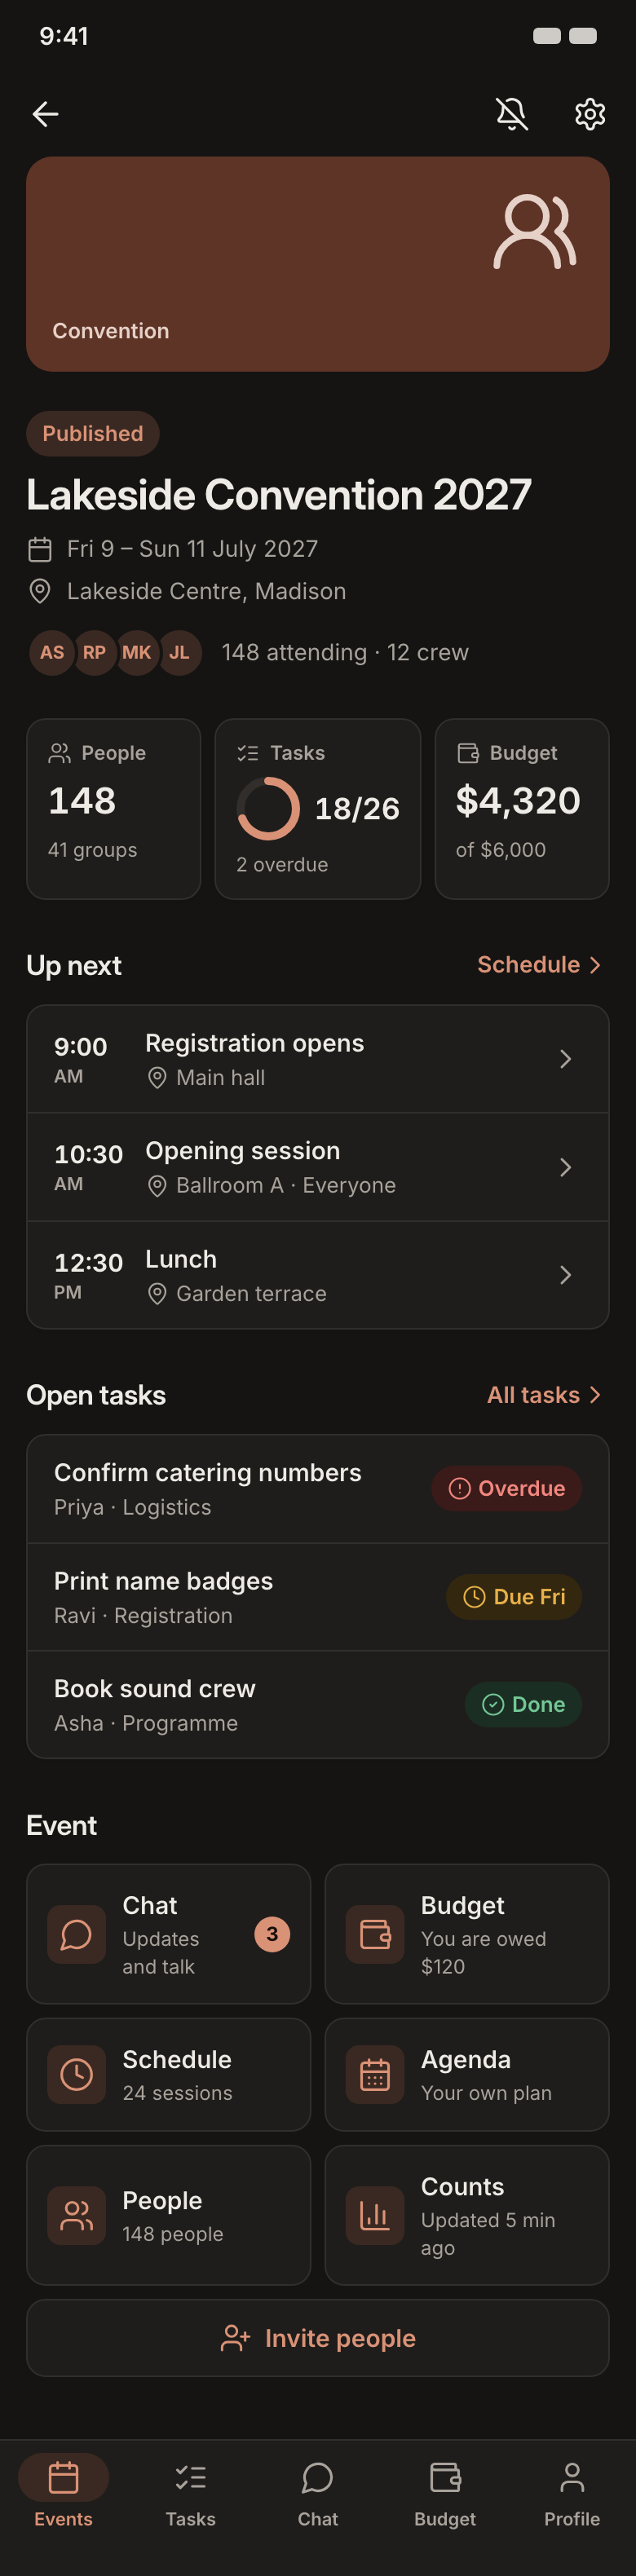 9:41
Convention
Published
Lakeside Convention 2027
Fri 9 – Sun 11 July 2027
Lakeside Centre, Madison
AS RP MK JL 148 attending · 12 crew
People
148
41 groups
Tasks
18/26
2 overdue
Budget
$4,320
of $6,000
Up next
Schedule
9:00 AM
Registration opens
Main hall
10:30 AM
Opening session
Ballroom A · Everyone
12:30 PM
Lunch
Garden terrace
Open tasks
All tasks
Confirm catering numbers
Priya · Logistics
Overdue
Print name badges
Ravi · Registration
Due Fri
Book sound crew
Asha · Programme
Done
Event
Chat
Updates
and talk
3
Budget
You are owed
$120
Schedule
24 sessions
Agenda
Your own plan
People
148 people
Counts
Updated 5 min
ago
Invite people
Events
Tasks
Chat
Budget
Profile